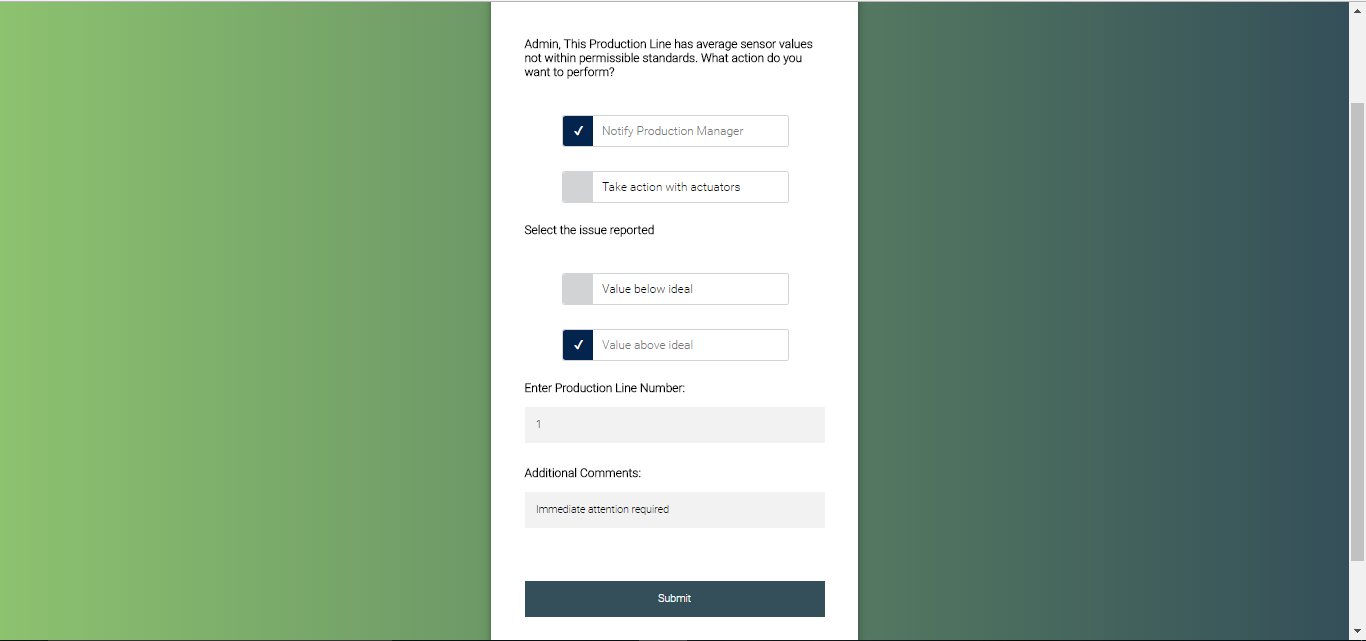 Admin, This Production Line has average sensor values
not within permissible standards. What action do you
want to perform?
Notify Production Manager
Take action with actuators
Select the issue reported
Value below ideal
Value above ideal
Enter Production Line Number:
1
Additional Comments:
Immediate attention required
Submit